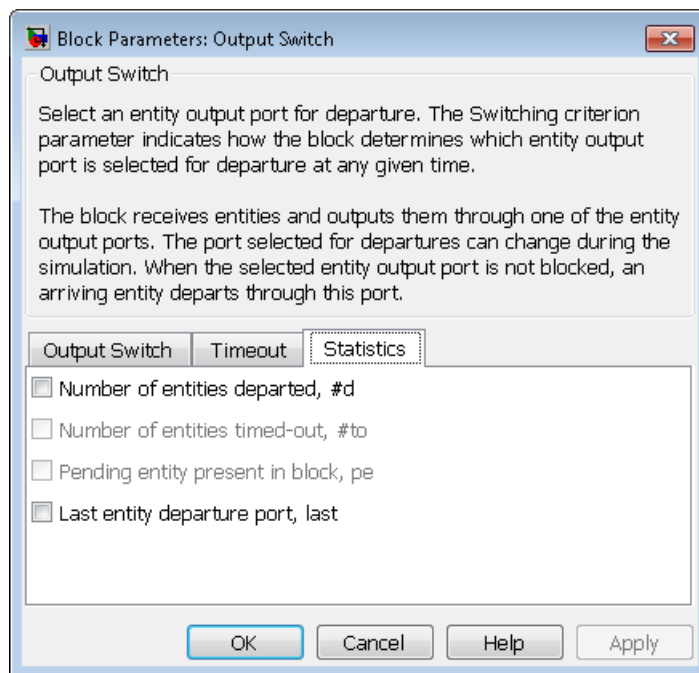 Block Parameters: Output Switch
Output Switch
Select an entity output port for departure. The Switching criterion
parameter indicates how the block determines which entity output
port is selected for departure at any given time.
The block receives entities and outputs them through one of the entity
output ports. The port selected for departures can change during the
simulation. When the selected entity output port is not blocked, an
arriving entity departs through this port.
Output Switch Timeout Statistics
Number of entities departed, #d
Number of entities timed-out, #to
Pending entity present in block, pe
Last entity departure port, last
OK Cancel Help Apply